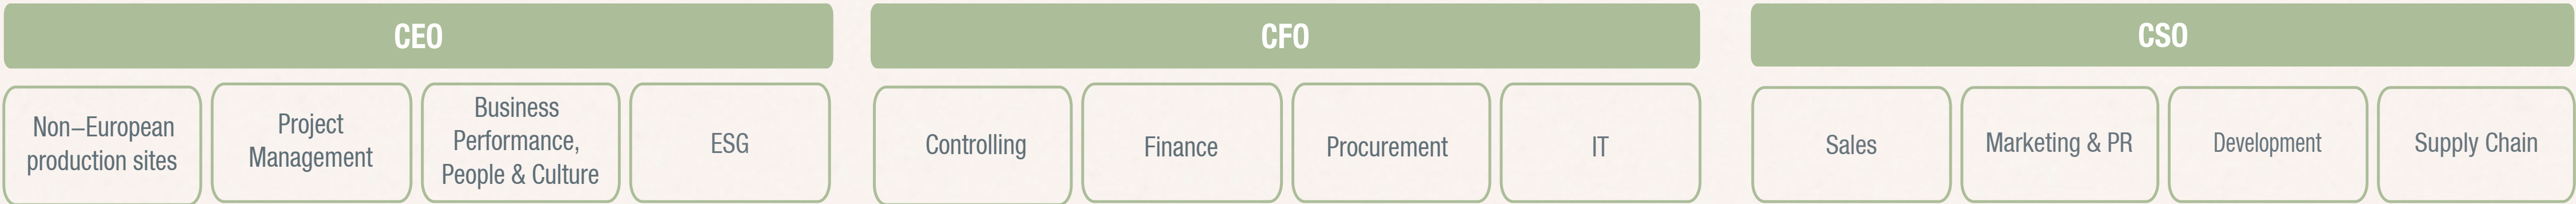 CEO
Non–European
production sites
Project
Management
Business
Performance,
People & Culture
ESG
CFO
Controlling
Finance
Procurement
IT
CSO
Sales
Marketing & PR
Development
Supply Chain